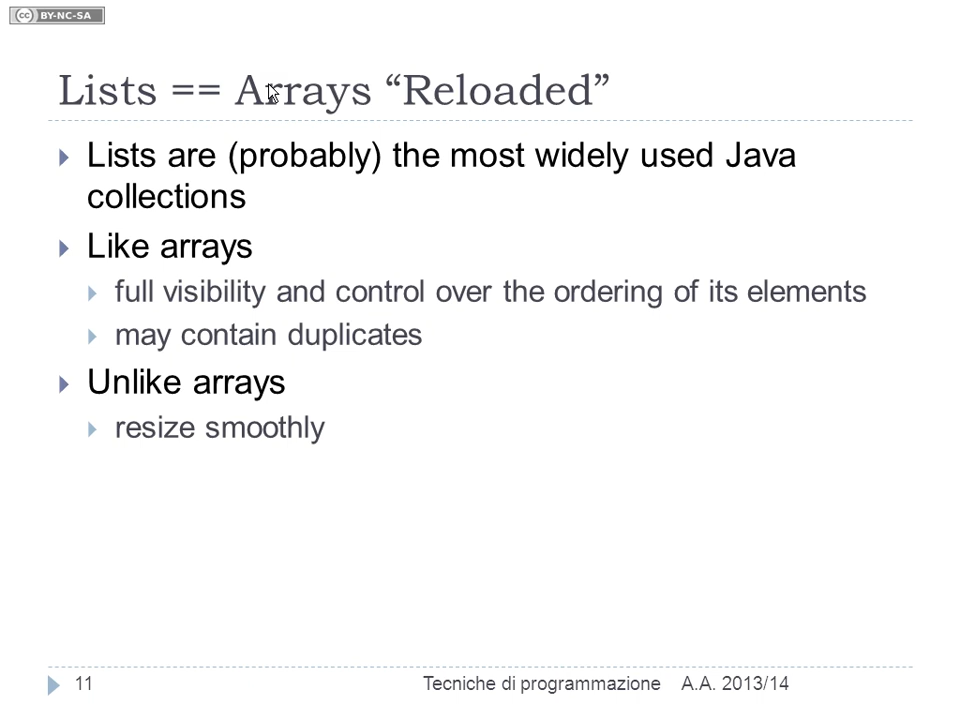 cc BY-NC-SA
Lists == Arrays “Reloaded”
Lists are (probably) the most widely used Java
collections
Like arrays
full visibility and control over the ordering of its elements
may contain duplicates
Unlike arrays
resize smoothly
11 Tecniche di programmazione A.A. 2013/14